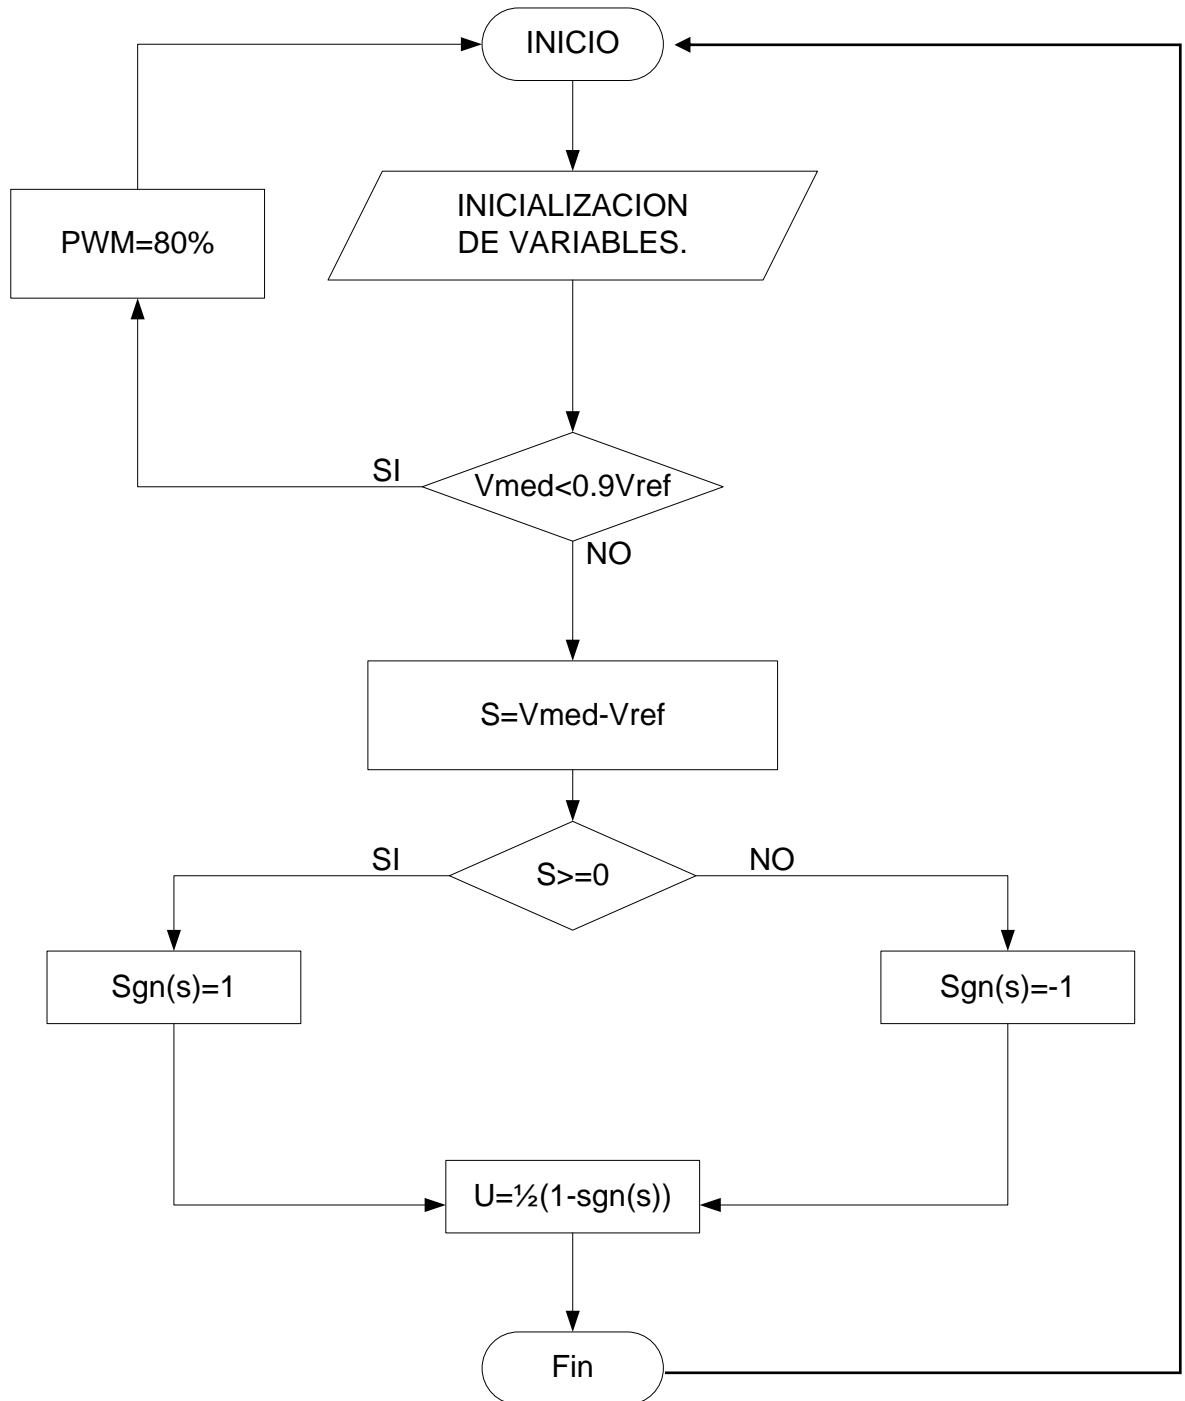 INICIO
INICIALIZACION
DE VARIABLES.
PWM=80%
SI
Vmed<0.9Vref
NO
S=Vmed-Vref
SI
S>=0
NO
Sgn(s)=1
Sgn(s)=-1
U=½(1-sgn(s))
Fin